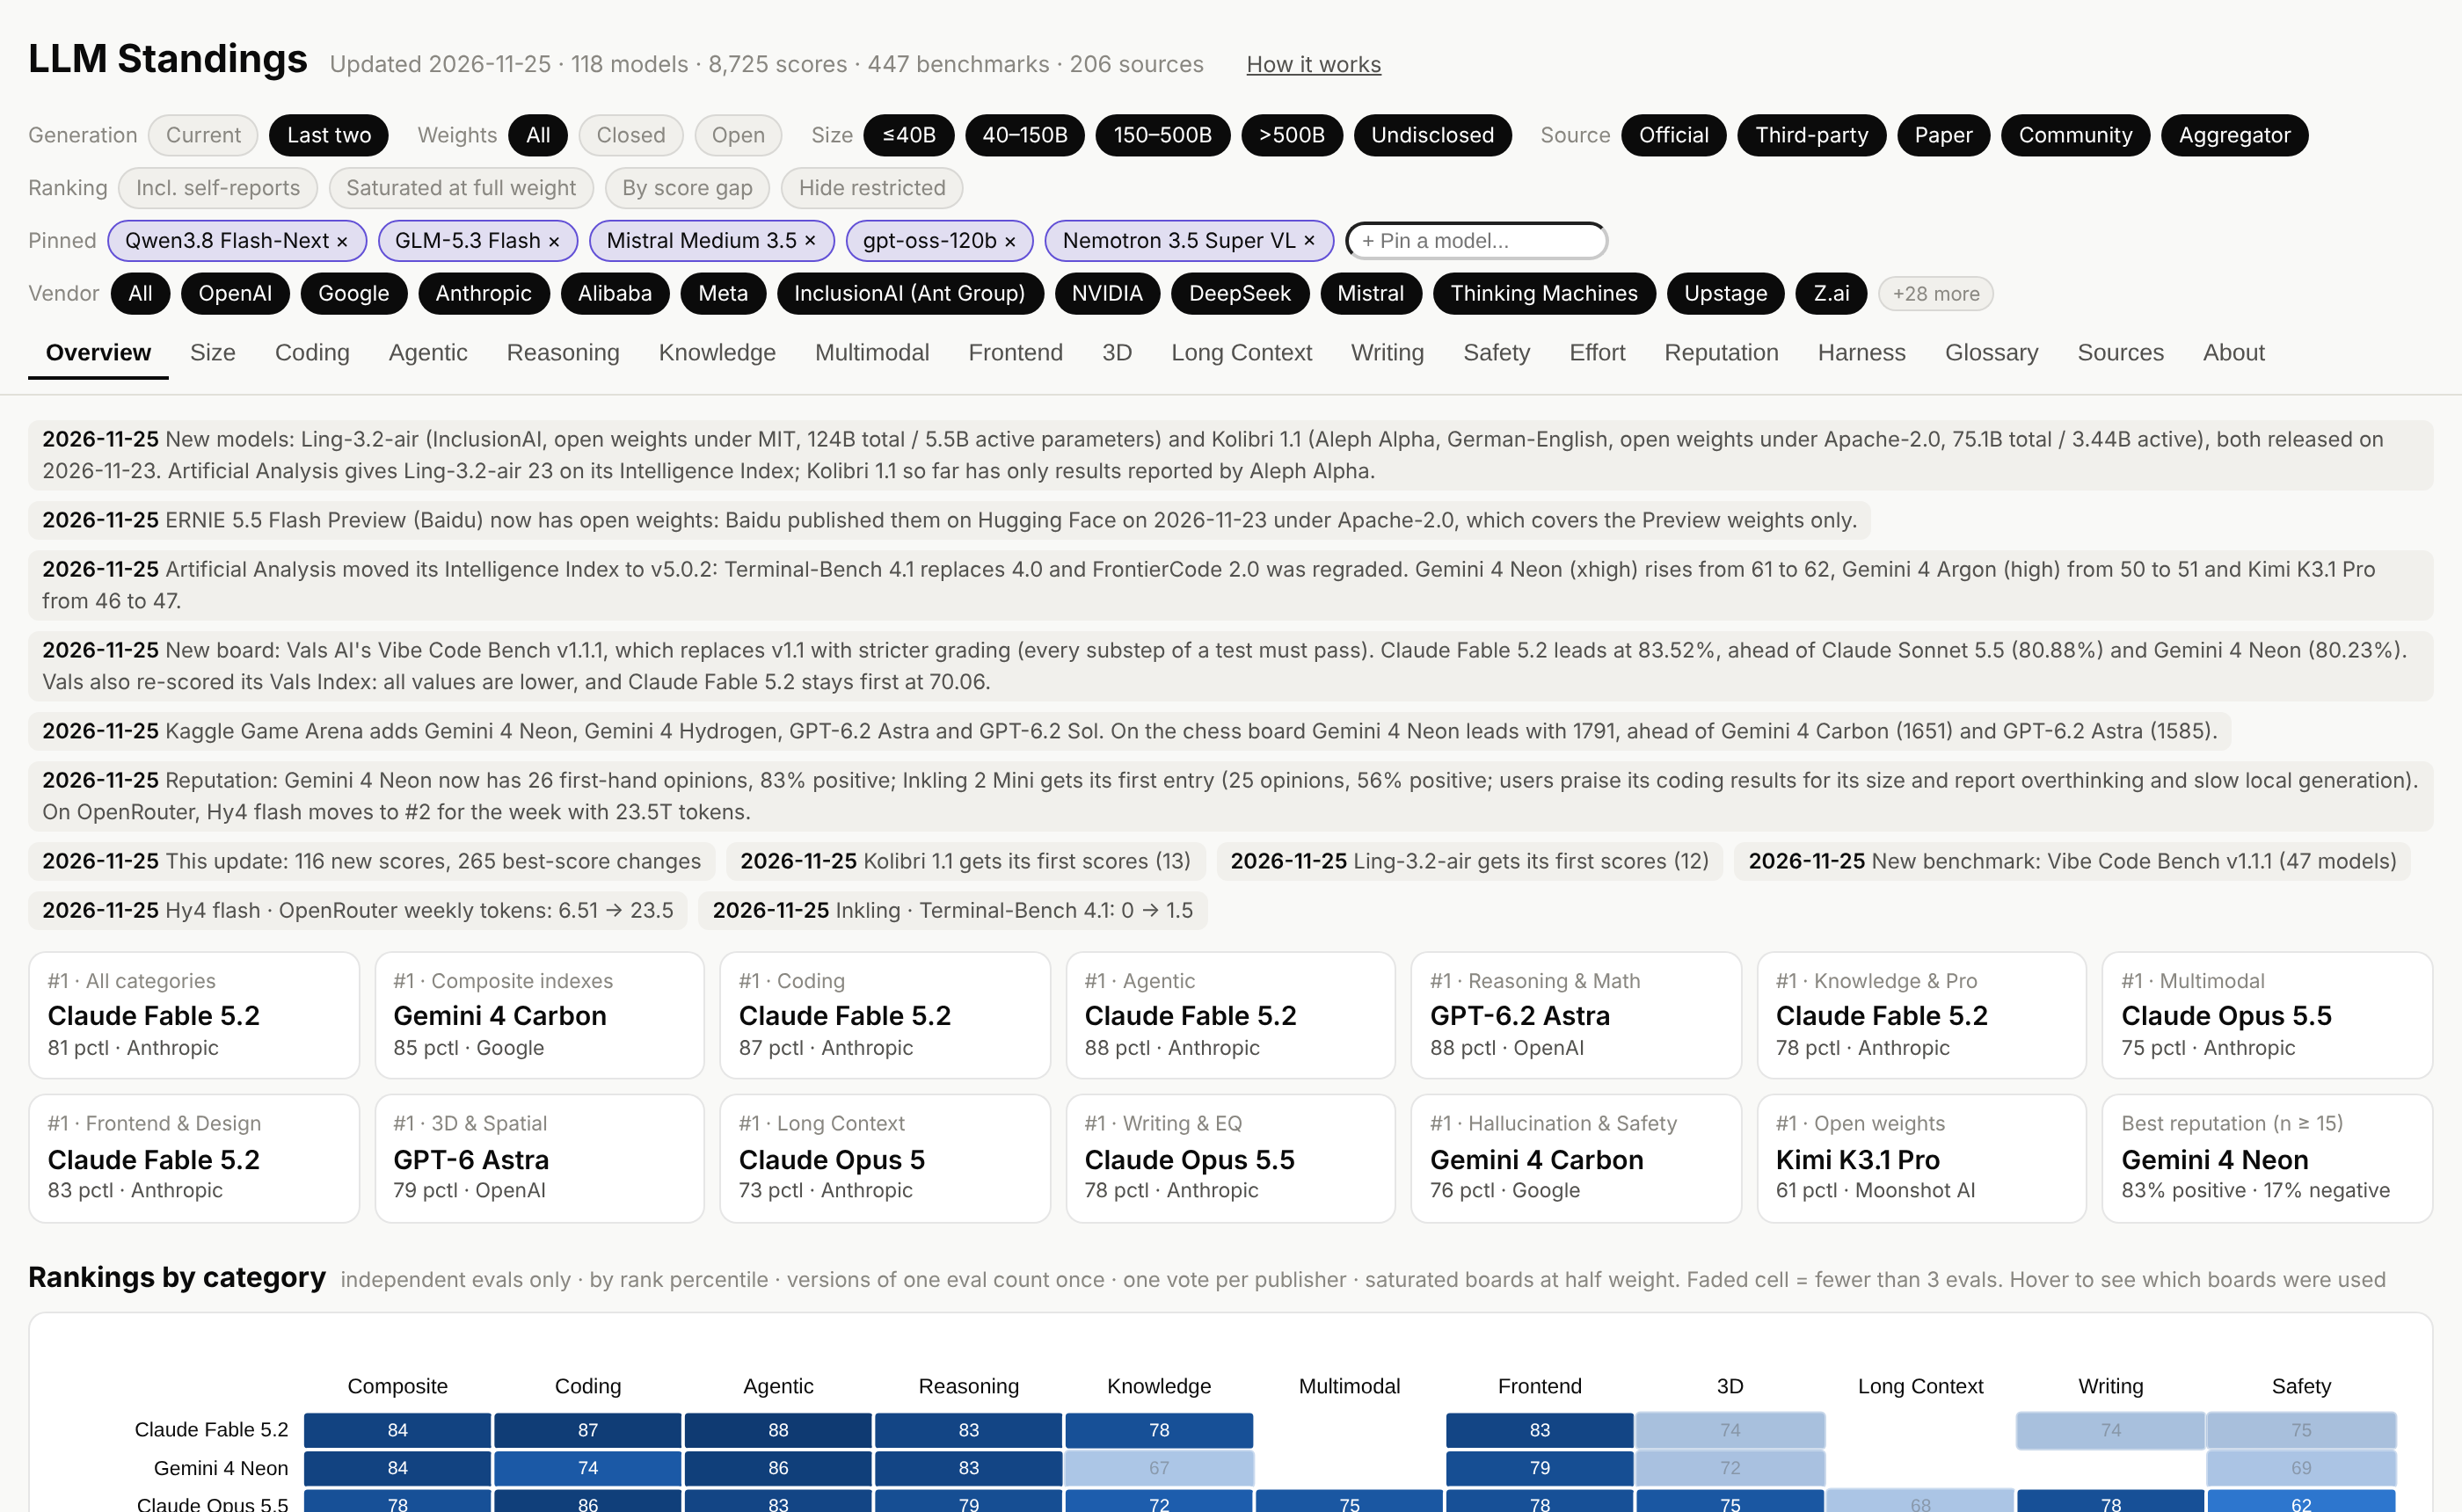 LLM Standings Updated 2026-11-25 · 118 models · 8,725 scores · 447 benchmarks · 206 sources How it works
Generation Current Last two Weights All Closed Open Size ≤40B 40–150B 150–500B >500B Undisclosed Source Official Third-party Paper Community Aggregator
Ranking Incl. self-reports Saturated at full weight By score gap Hide restricted
Pinned Qwen3.8 Flash-Next × GLM-5.3 Flash × Mistral Medium 3.5 × gpt-oss-120b × Nemotron 3.5 Super VL × + Pin a model...
Vendor All OpenAI Google Anthropic Alibaba Meta InclusionAI (Ant Group) NVIDIA DeepSeek Mistral Thinking Machines Upstage Z.ai +28 more
Overview Size Coding Agentic Reasoning Knowledge Multimodal Frontend 3D Long Context Writing Safety Effort Reputation Harness Glossary Sources About
2026-11-25 New models: Ling-3.2-air (InclusionAI, open weights under MIT, 124B total / 5.5B active parameters) and Kolibri 1.1 (Aleph Alpha, German-English, open weights under Apache-2.0, 75.1B total / 3.44B active), both released on
2026-11-23. Artificial Analysis gives Ling-3.2-air 23 on its Intelligence Index; Kolibri 1.1 so far has only results reported by Aleph Alpha.
2026-11-25 ERNIE 5.5 Flash Preview (Baidu) now has open weights: Baidu published them on Hugging Face on 2026-11-23 under Apache-2.0, which covers the Preview weights only.
2026-11-25 Artificial Analysis moved its Intelligence Index to v5.0.2: Terminal-Bench 4.1 replaces 4.0 and FrontierCode 2.0 was regraded. Gemini 4 Neon (xhigh) rises from 61 to 62, Gemini 4 Argon (high) from 50 to 51 and Kimi K3.1 Pro
from 46 to 47.
2026-11-25 New board: Vals AI's Vibe Code Bench v1.1.1, which replaces v1.1 with stricter grading (every substep of a test must pass). Claude Fable 5.2 leads at 83.52%, ahead of Claude Sonnet 5.5 (80.88%) and Gemini 4 Neon (80.23%).
Vals also re-scored its Vals Index: all values are lower, and Claude Fable 5.2 stays first at 70.06.
2026-11-25 Kaggle Game Arena adds Gemini 4 Neon, Gemini 4 Hydrogen, GPT-6.2 Astra and GPT-6.2 Sol. On the chess board Gemini 4 Neon leads with 1791, ahead of Gemini 4 Carbon (1651) and GPT-6.2 Astra (1585).
2026-11-25 Reputation: Gemini 4 Neon now has 26 first-hand opinions, 83% positive; Inkling 2 Mini gets its first entry (25 opinions, 56% positive; users praise its coding results for its size and report overthinking and slow local generation).
On OpenRouter, Hy4 flash moves to #2 for the week with 23.5T tokens.
2026-11-25 This update: 116 new scores, 265 best-score changes 2026-11-25 Kolibri 1.1 gets its first scores (13) 2026-11-25 Ling-3.2-air gets its first scores (12) 2026-11-25 New benchmark: Vibe Code Bench v1.1.1 (47 models)
2026-11-25 Hy4 flash · OpenRouter weekly tokens: 6.51 → 23.5 2026-11-25 Inkling · Terminal-Bench 4.1: 0 → 1.5
#1 · All categories #1 · Composite indexes #1 · Coding #1 · Agentic #1 · Reasoning & Math #1 · Knowledge & Pro #1 · Multimodal
Claude Fable 5.2 Gemini 4 Carbon Claude Fable 5.2 Claude Fable 5.2 GPT-6.2 Astra Claude Fable 5.2 Claude Opus 5.5
81 pctl · Anthropic 85 pctl · Google 87 pctl · Anthropic 88 pctl · Anthropic 88 pctl · OpenAI 78 pctl · Anthropic 75 pctl · Anthropic
#1 · Frontend & Design #1 · 3D & Spatial #1 · Long Context #1 · Writing & EQ #1 · Hallucination & Safety #1 · Open weights Best reputation (n ≥ 15)
Claude Fable 5.2 GPT-6 Astra Claude Opus 5 Claude Opus 5.5 Gemini 4 Carbon Kimi K3.1 Pro Gemini 4 Neon
83 pctl · Anthropic 79 pctl · OpenAI 73 pctl · Anthropic 78 pctl · Anthropic 76 pctl · Google 61 pctl · Moonshot AI 83% positive · 17% negative
Rankings by category independent evals only · by rank percentile · versions of one eval count once · one vote per publisher · saturated boards at half weight. Faded cell = fewer than 3 evals. Hover to see which boards were used
Composite Coding Agentic Reasoning Knowledge Multimodal Frontend 3D Long Context Writing Safety
Claude Fable 5.2 84 87 88 83 78 83 74 74 75
Gemini 4 Neon 84 74 86 83 67 79 72 69
Claude Opus 5.5 78 86 83 79 72 75 78 75 68 78 62